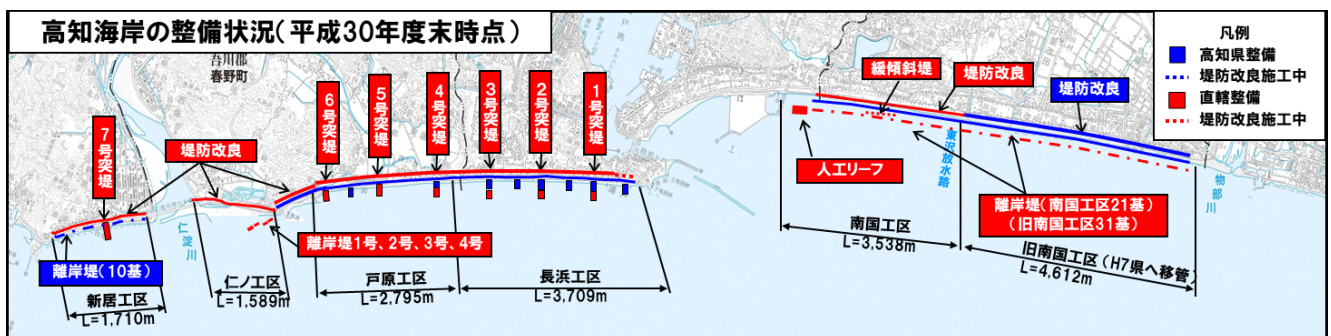 高知海岸の整備状況(平成30年度末時点)
凡例
高知県整備
堤防改良施工中
直轄整備
堤防改良施工中
吾川郡
春野町
7号突堤
堤防改良
6号突堤
5号突堤
4号突堤
3号突堤
2号突堤
1号突堤
緩傾斜堤
堤防改良
堤防改良
人工リーフ
物部川
仁淀川
離岸堤(10基)
離岸堤1号、2号、3号、4号
離岸堤(南国工区21基)
(旧南国工区31基)
新居工区
L=1,710m
仁ノ工区
L=1,589m
戸原工区
L=2,795m
長浜工区
L=3,709m
南国工区
L=3,538m
旧南国工区(H7県へ移管)
L=4,612m